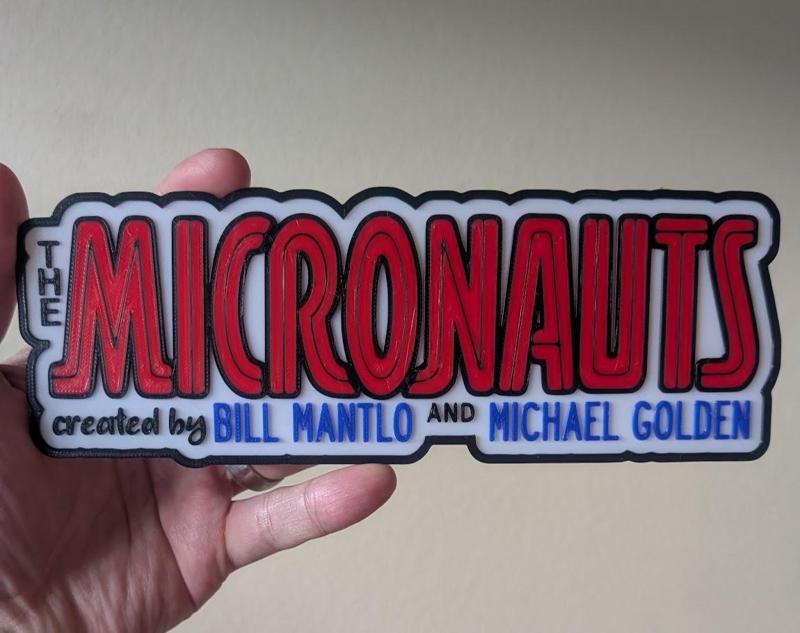 THE
MICRONAUTS
created by BILL MANTLO AND MICHAEL GOLDEN